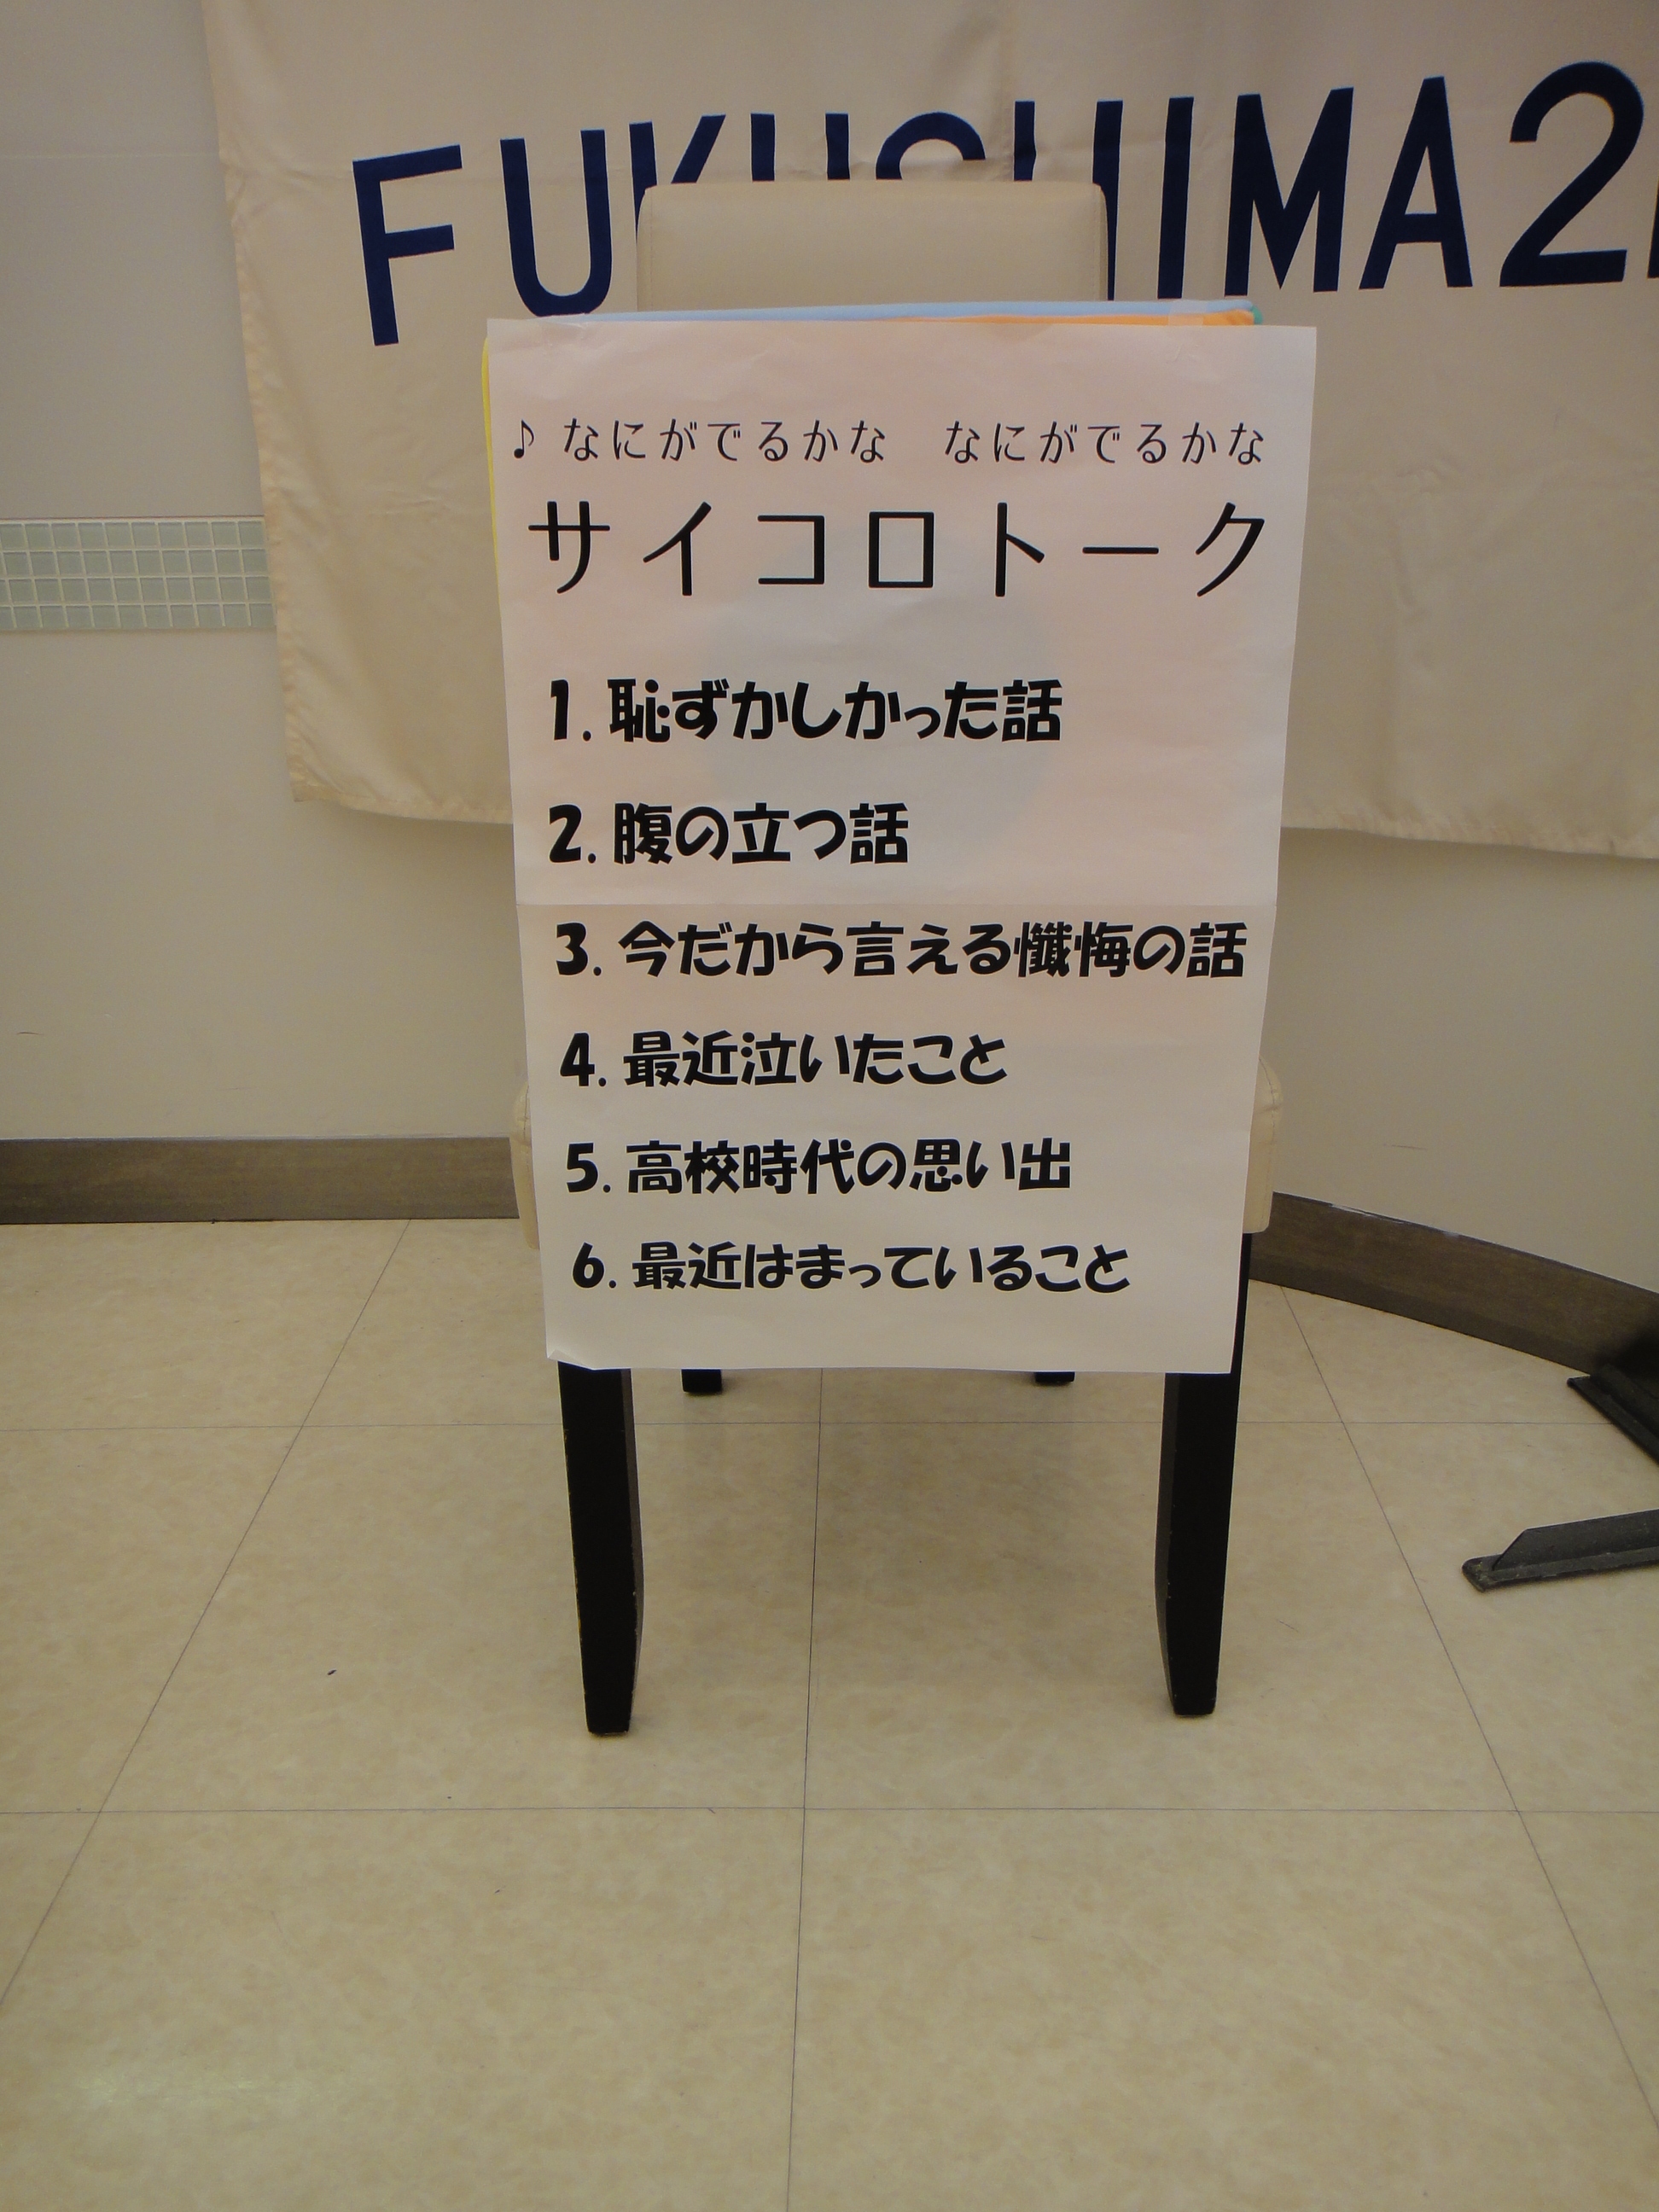 FUKUSHIMA2
♪ なにがでるかな　なにがでるかな
サイコロトーク
1. 恥ずかしかった話
2. 腹の立つ話
3. 今だから言える懺悔の話
4. 最近泣いたこと
5. 高校時代の思い出
6. 最近はまっていること